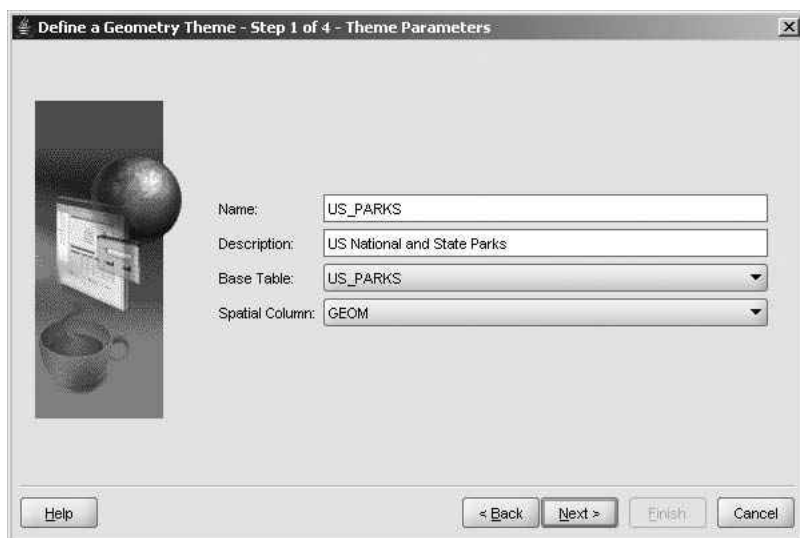 Define a Geometry Theme - Step 1 of 4 - Theme Parameters
Name: US_PARKS
Description: US National and State Parks
Base Table: US_PARKS
Spatial Column: GEOM
Help < Back Next > Finish Cancel